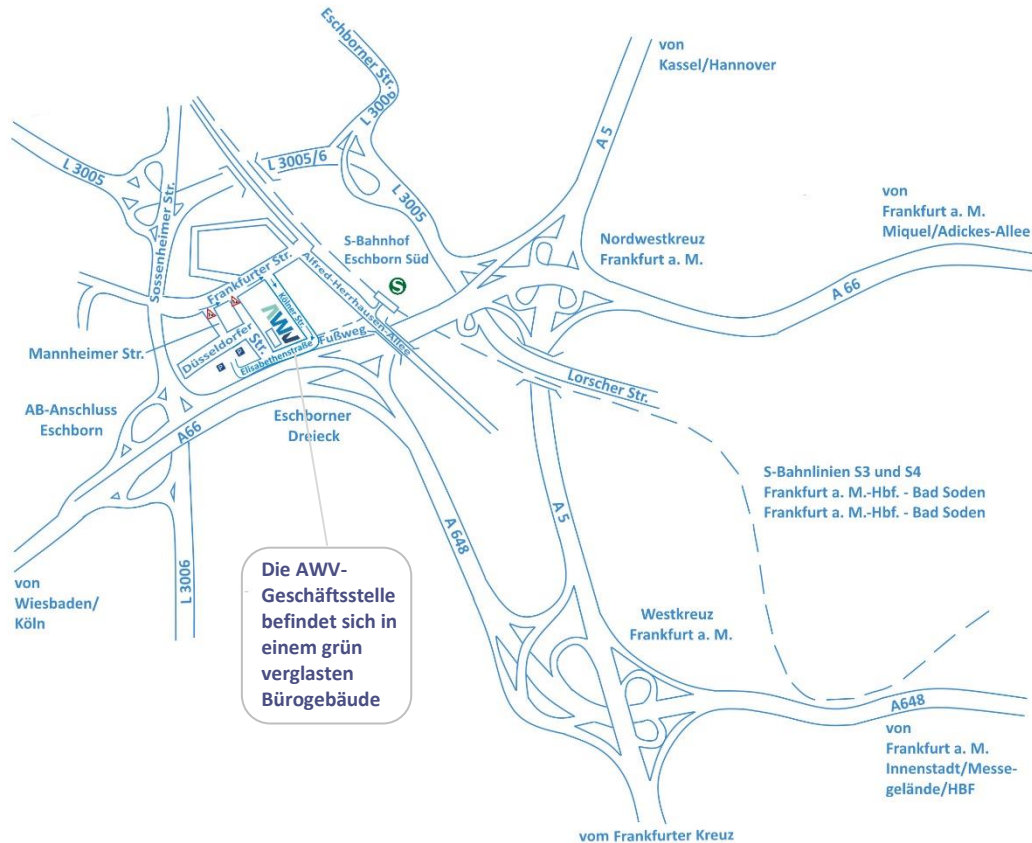 Eschborner Str.
L 3006
von
Kassel/Hannover
A 5
L 3005
L 3005/6
L 3005
Sossenheimer Str.
von
Frankfurt a. M.
Miquel/Adickes-Allee
Nordwestkreuz
Frankfurt a. M.
S-Bahnhof
Eschborn Süd
S
A 66
Frankfurter Str.
Alfred-Herrhausen-Allee
Kölner Str.
AWV
Fußweg
Mannheimer Str.
Düsseldorfer
Str.
P
P
Elisabethenstraße
Lorscher Str.
AB-Anschluss
Eschborn
A66
Eschborner
Dreieck
S-Bahnlinien S3 und S4
Frankfurt a. M.-Hbf. - Bad Soden
Frankfurt a. M.-Hbf. - Bad Soden
A 5
A 648
L 3006
von
Wiesbaden/
Köln
Die AWV-
Geschäftsstelle
befindet sich in
einem grün
verglasten
Bürogebäude
Westkreuz
Frankfurt a. M.
A648
von
Frankfurt a. M.
Innenstadt/Messe-
gelände/HBF
vom Frankfurter Kreuz